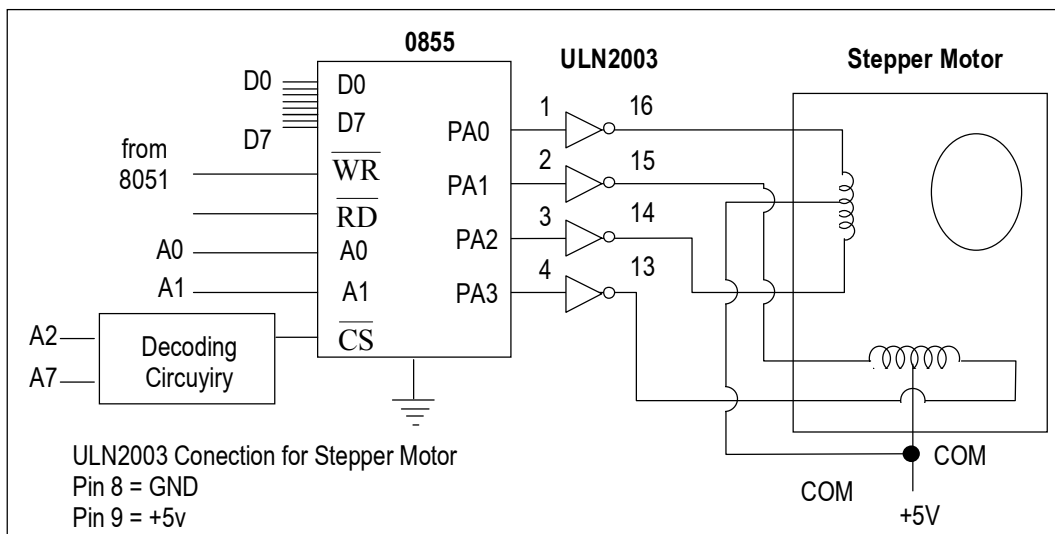 0855
ULN2003
Stepper Motor
D0
D7
from
8051
A0
A1
A2
A7
D0
D7
WR
RD
A0
A1
CS
PA0
PA1
PA2
PA3
1
2
3
4
16
15
14
13
Decoding
Circuyiry
COM
COM
+5V
ULN2003 Conection for Stepper Motor
Pin 8 = GND
Pin 9 = +5v